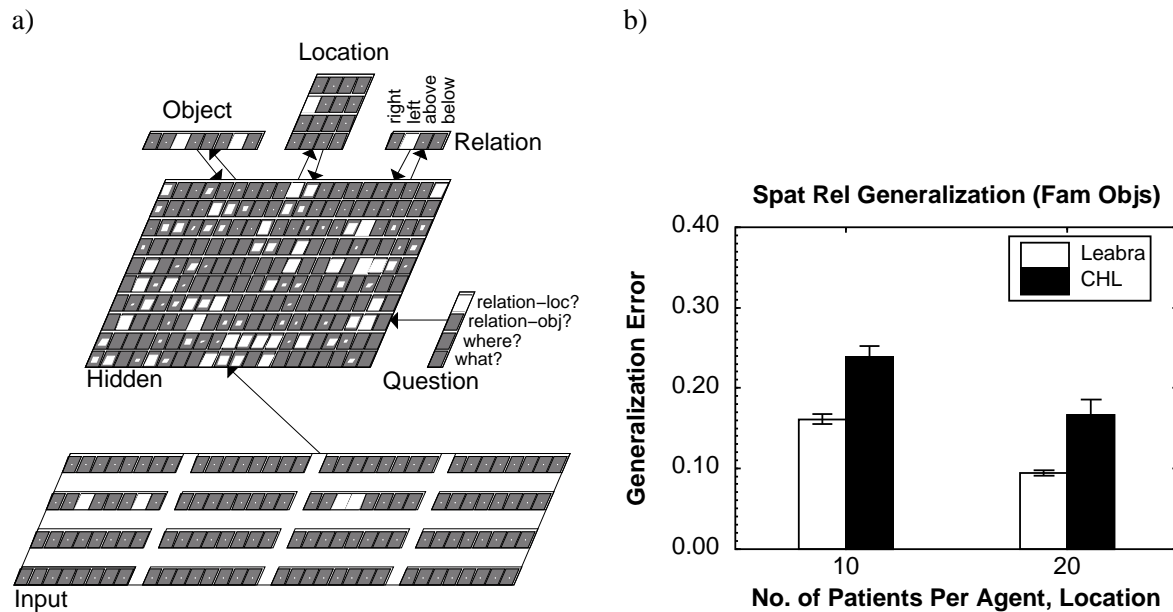 a)
Location
Object
right
left
above
below
Relation
relation-loc?
relation-obj?
where?
what?
Hidden
Question
Input
b)
Spat Rel Generalization (Fam Objs)
0.40
0.30
0.20
0.10
0.00
Generalization Error
Leabra
CHL
10
20
No. of Patients Per Agent, Location